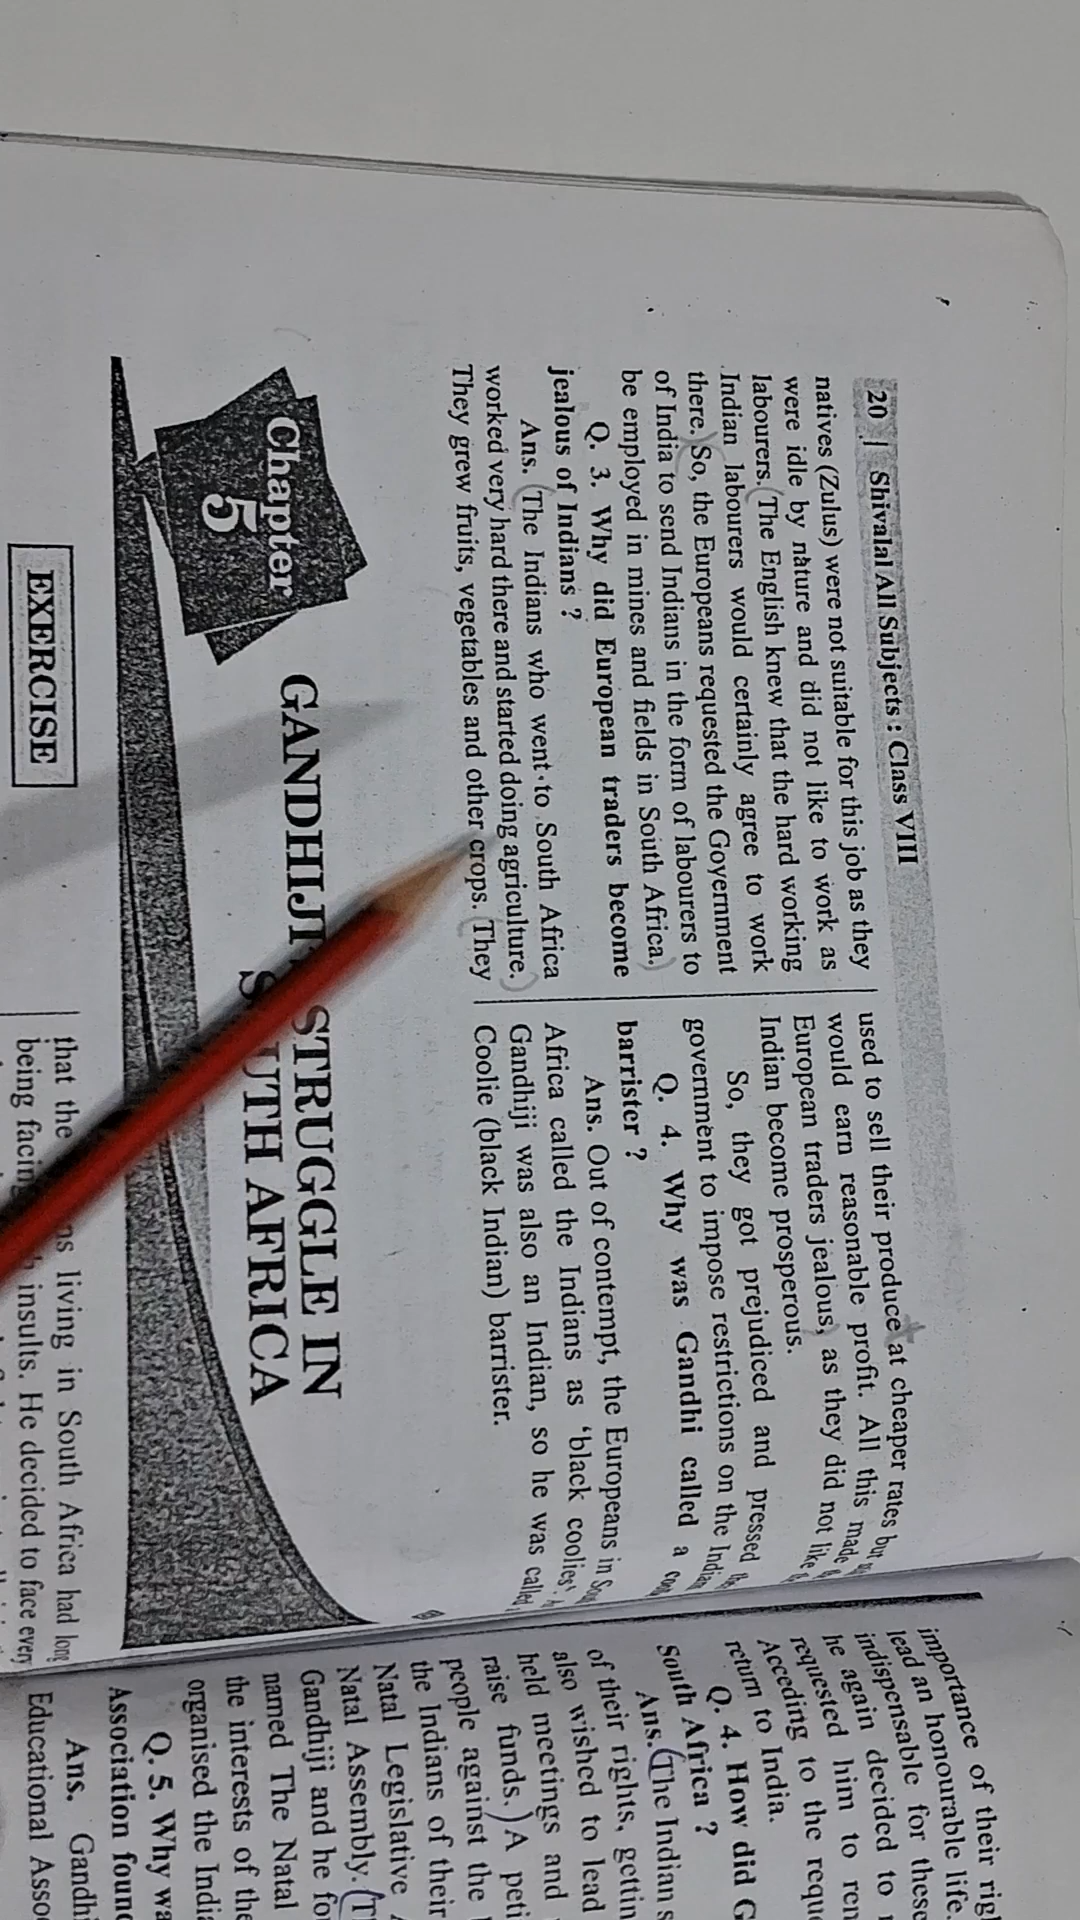 20 | Shivalal All Subjects : Class VIII
natives (Zulus) were not suitable for this job as they
were idle by nature and did not like to work as
labourers. (The English knew that the hard working
Indian labourers would certainly agree to work
there.) So, the Europeans requested the Government
of India to send Indians in the form of labourers to
be employed in mines and fields in South Africa.)
Q. 3. Why did European traders become
jealous of Indians ?
Ans. (The Indians who went to South Africa
worked very hard there and started doing agriculture.)
They grew fruits, vegetables and other crops. (They
used to sell their produce at cheaper rates but
would earn reasonable profit. All this made
European traders jealous, as they did not like
Indian become prosperous.
So, they got prejudiced and pressed
government to impose restrictions on the
Q. 4. Why was Gandhi called a
barrister ?
Ans. Out of contempt, the Europeans in
Africa called the Indians as 'black coolies'.
Gandhiji was also an Indian, so he was called
Coolie (black Indian) barrister.
Chapter
5
GANDHIJI STRUGGLE IN
SOUTH AFRICA
EXERCISE
that the living in South Africa had long
being facing insults. He decided to face every
importance of their
lead an honourable life.
indispensable for these
he again decided to
requested him to
Acceding to the
return to India.
Q. 4. How did
South Africa ?
Ans. (The Indian
of their rights,
also wished to lead
held meetings and
raise funds.) A
people against the
the Indians of their
Natal Legislative
Natal Assembly.
Gandhiji and he
named The Natal
the interests of the
organised the
Q. 5. Why
Association
Ans.
Educational